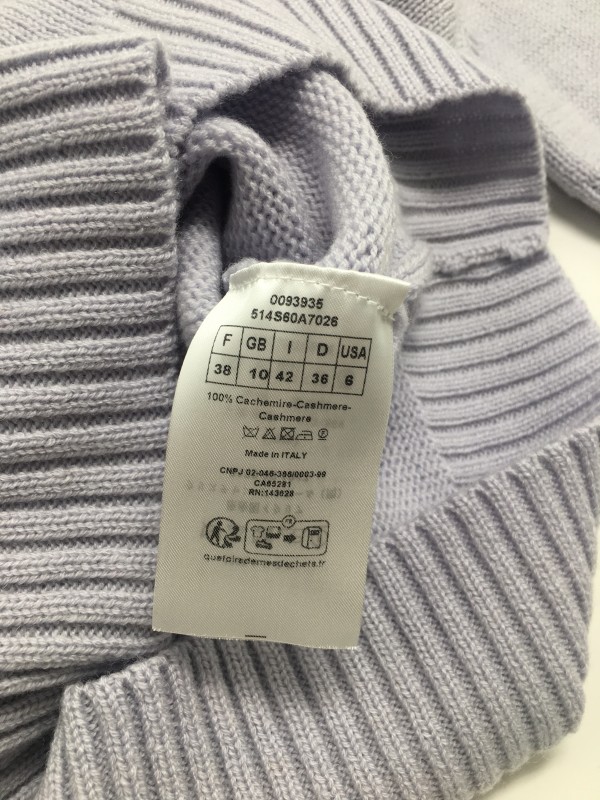 0093935
514S60A7026
F GB I D USA
38 10 42 36 6
100% Cachemire-Cashmere-
Cashmere
Made in ITALY
CNPJ 02-046-386/0003-99
CA65291
RN:143628
quefairedemesdechets.fr